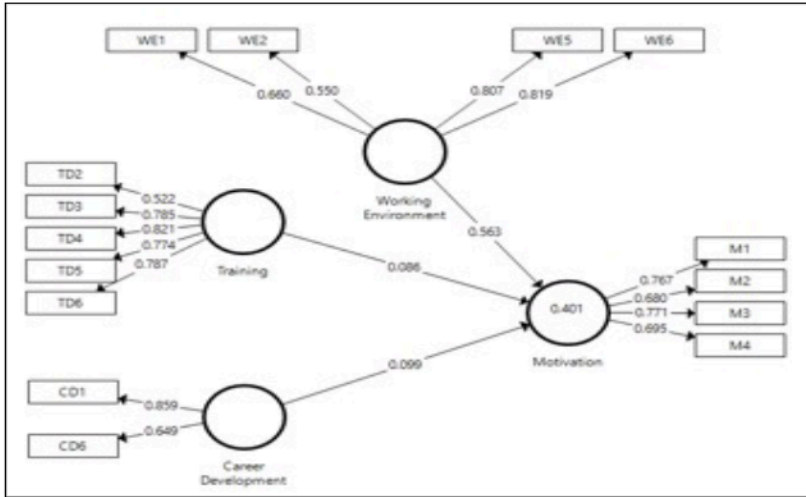 WE1
WE2
WE5
WE6
0.660
0.550
0.807
0.819
Working
Environment
TD2
TD3
TD4
TD5
TD6
0.522
0.785
0.821
0.774
0.787
Training
0.563
0.086
0.099
0.401
Motivation
M1
M2
M3
M4
0.767
0.680
0.771
0.695
CD1
CD6
0.859
0.649
Career
Development